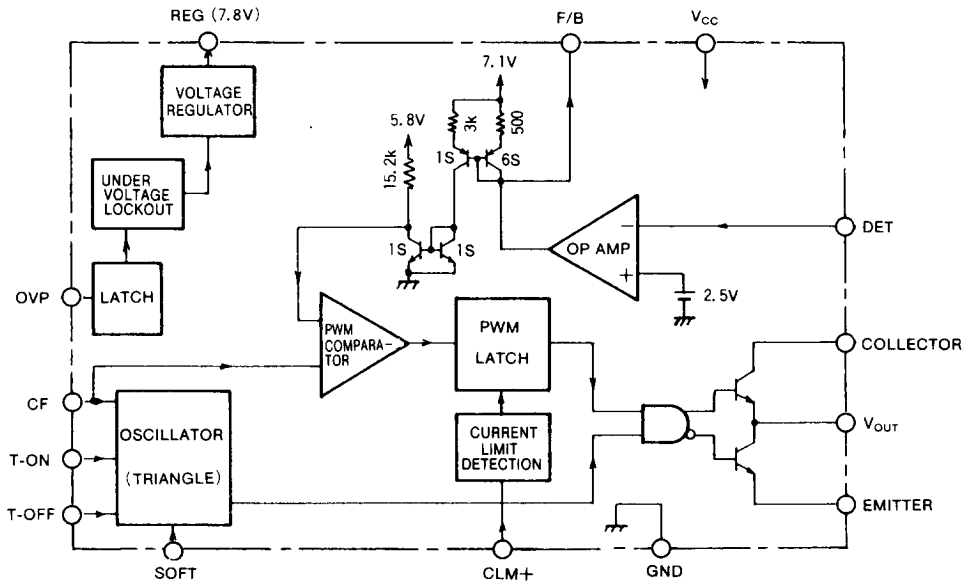 REG (7.8V)
F/B
VCC
7.1V
VOLTAGE
REGULATOR
5.8V
3k
500
15.2k
1S
6S
UNDER
VOLTAGE
LOCKOUT
1S
1S
OP AMP
−
+
DET
2.5V
OVP
LATCH
PWM
COMPARA-
TOR
PWM
LATCH
COLLECTOR
CF
OSCILLATOR
(TRIANGLE)
CURRENT
LIMIT
DETECTION
VOUT
T-ON
T-OFF
EMITTER
SOFT
CLM+
GND